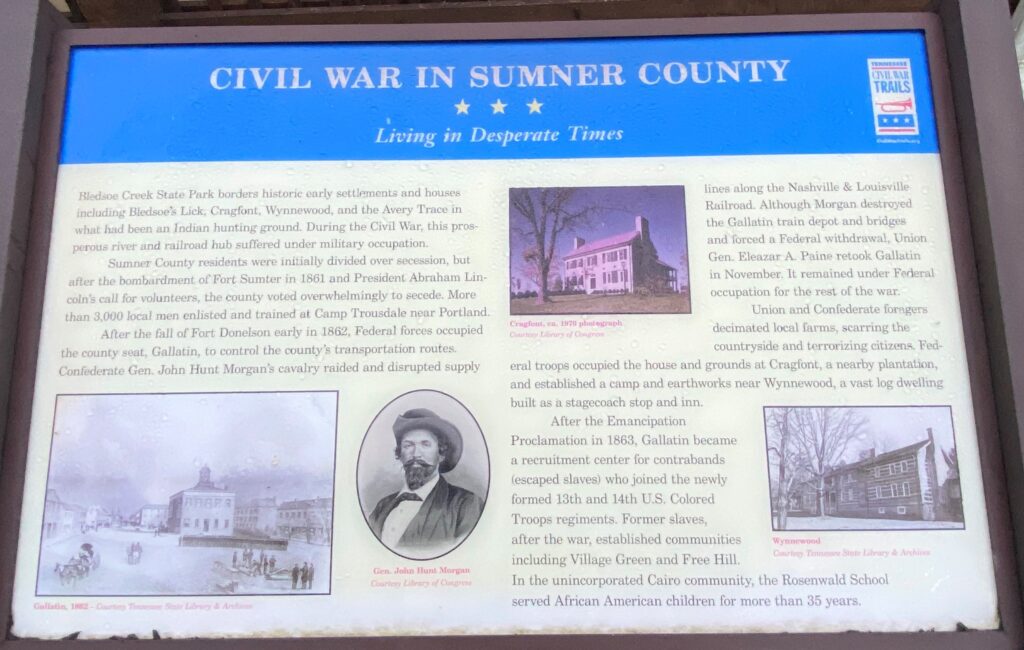 CIVIL WAR IN SUMNER COUNTY
Living in Desperate Times
TENNESSEE
CIVIL WAR
TRAILS
Bledsoe Creek State Park borders historic early settlements and houses
including Bledsoe's Lick, Cragfont, Wynnewood, and the Avery Trace in
what had been an Indian hunting ground. During the Civil War, this pros-
perous river and railroad hub suffered under military occupation.
Sumner County residents were initially divided over secession, but
after the bombardment of Fort Sumter in 1861 and President Abraham Lin-
coln's call for volunteers, the county voted overwhelmingly to secede. More
than 3,000 local men enlisted and trained at Camp Trousdale near Portland.
After the fall of Fort Donelson early in 1862, Federal forces occupied
the county seat, Gallatin, to control the county's transportation routes.
Confederate Gen. John Hunt Morgan's cavalry raided and disrupted supply
Gallatin, 1862 - Courtesy Tennessee State Library & Archives
Gen. John Hunt Morgan
Courtesy Library of Congress
Cragfont, ca. 1970 photograph
Courtesy Library of Congress
lines along the Nashville & Louisville
Railroad. Although Morgan destroyed
the Gallatin train depot and bridges
and forced a Federal withdrawal, Union
Gen. Eleazar A. Paine retook Gallatin
in November. It remained under Federal
occupation for the rest of the war.
Union and Confederate foragers
decimated local farms, scarring the
countryside and terrorizing citizens. Fed-
eral troops occupied the house and grounds at Cragfont, a nearby plantation,
and established a camp and earthworks near Wynnewood, a vast log dwelling
built as a stagecoach stop and inn.
After the Emancipation
Proclamation in 1863, Gallatin became
a recruitment center for contrabands
(escaped slaves) who joined the newly
formed 13th and 14th U.S. Colored
Troops regiments. Former slaves,
after the war, established communities
including Village Green and Free Hill.
In the unincorporated Cairo community, the Rosenwald School
served African American children for more than 35 years.
Wynnewood
Courtesy Tennessee State Library & Archives